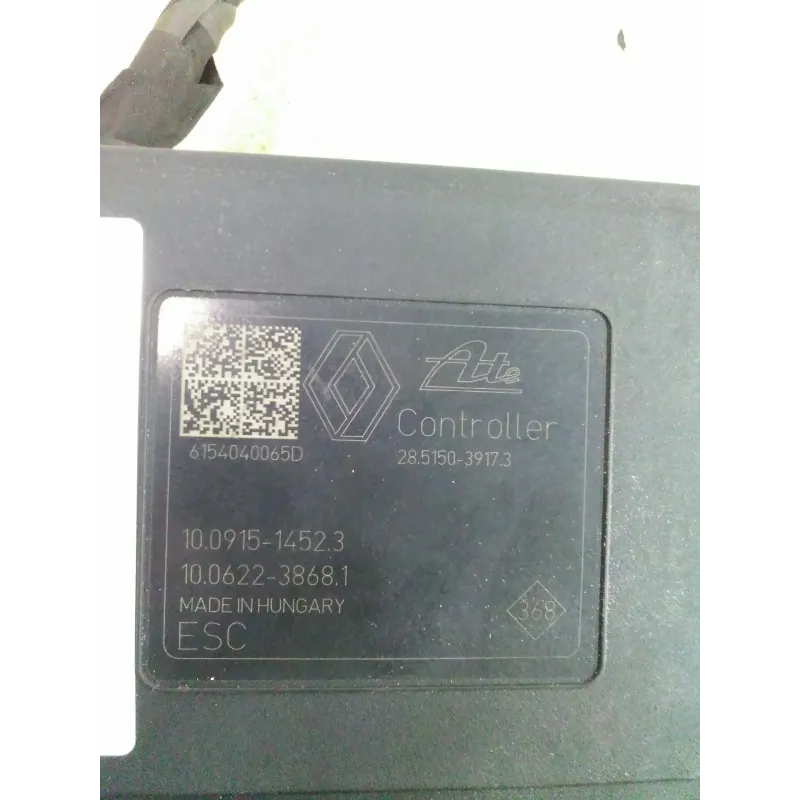 Ate
Controller
6154040065D
28.5150-3917.3
10.0915-1452.3
10.0622-3868.1
MADE IN HUNGARY
368
ESC